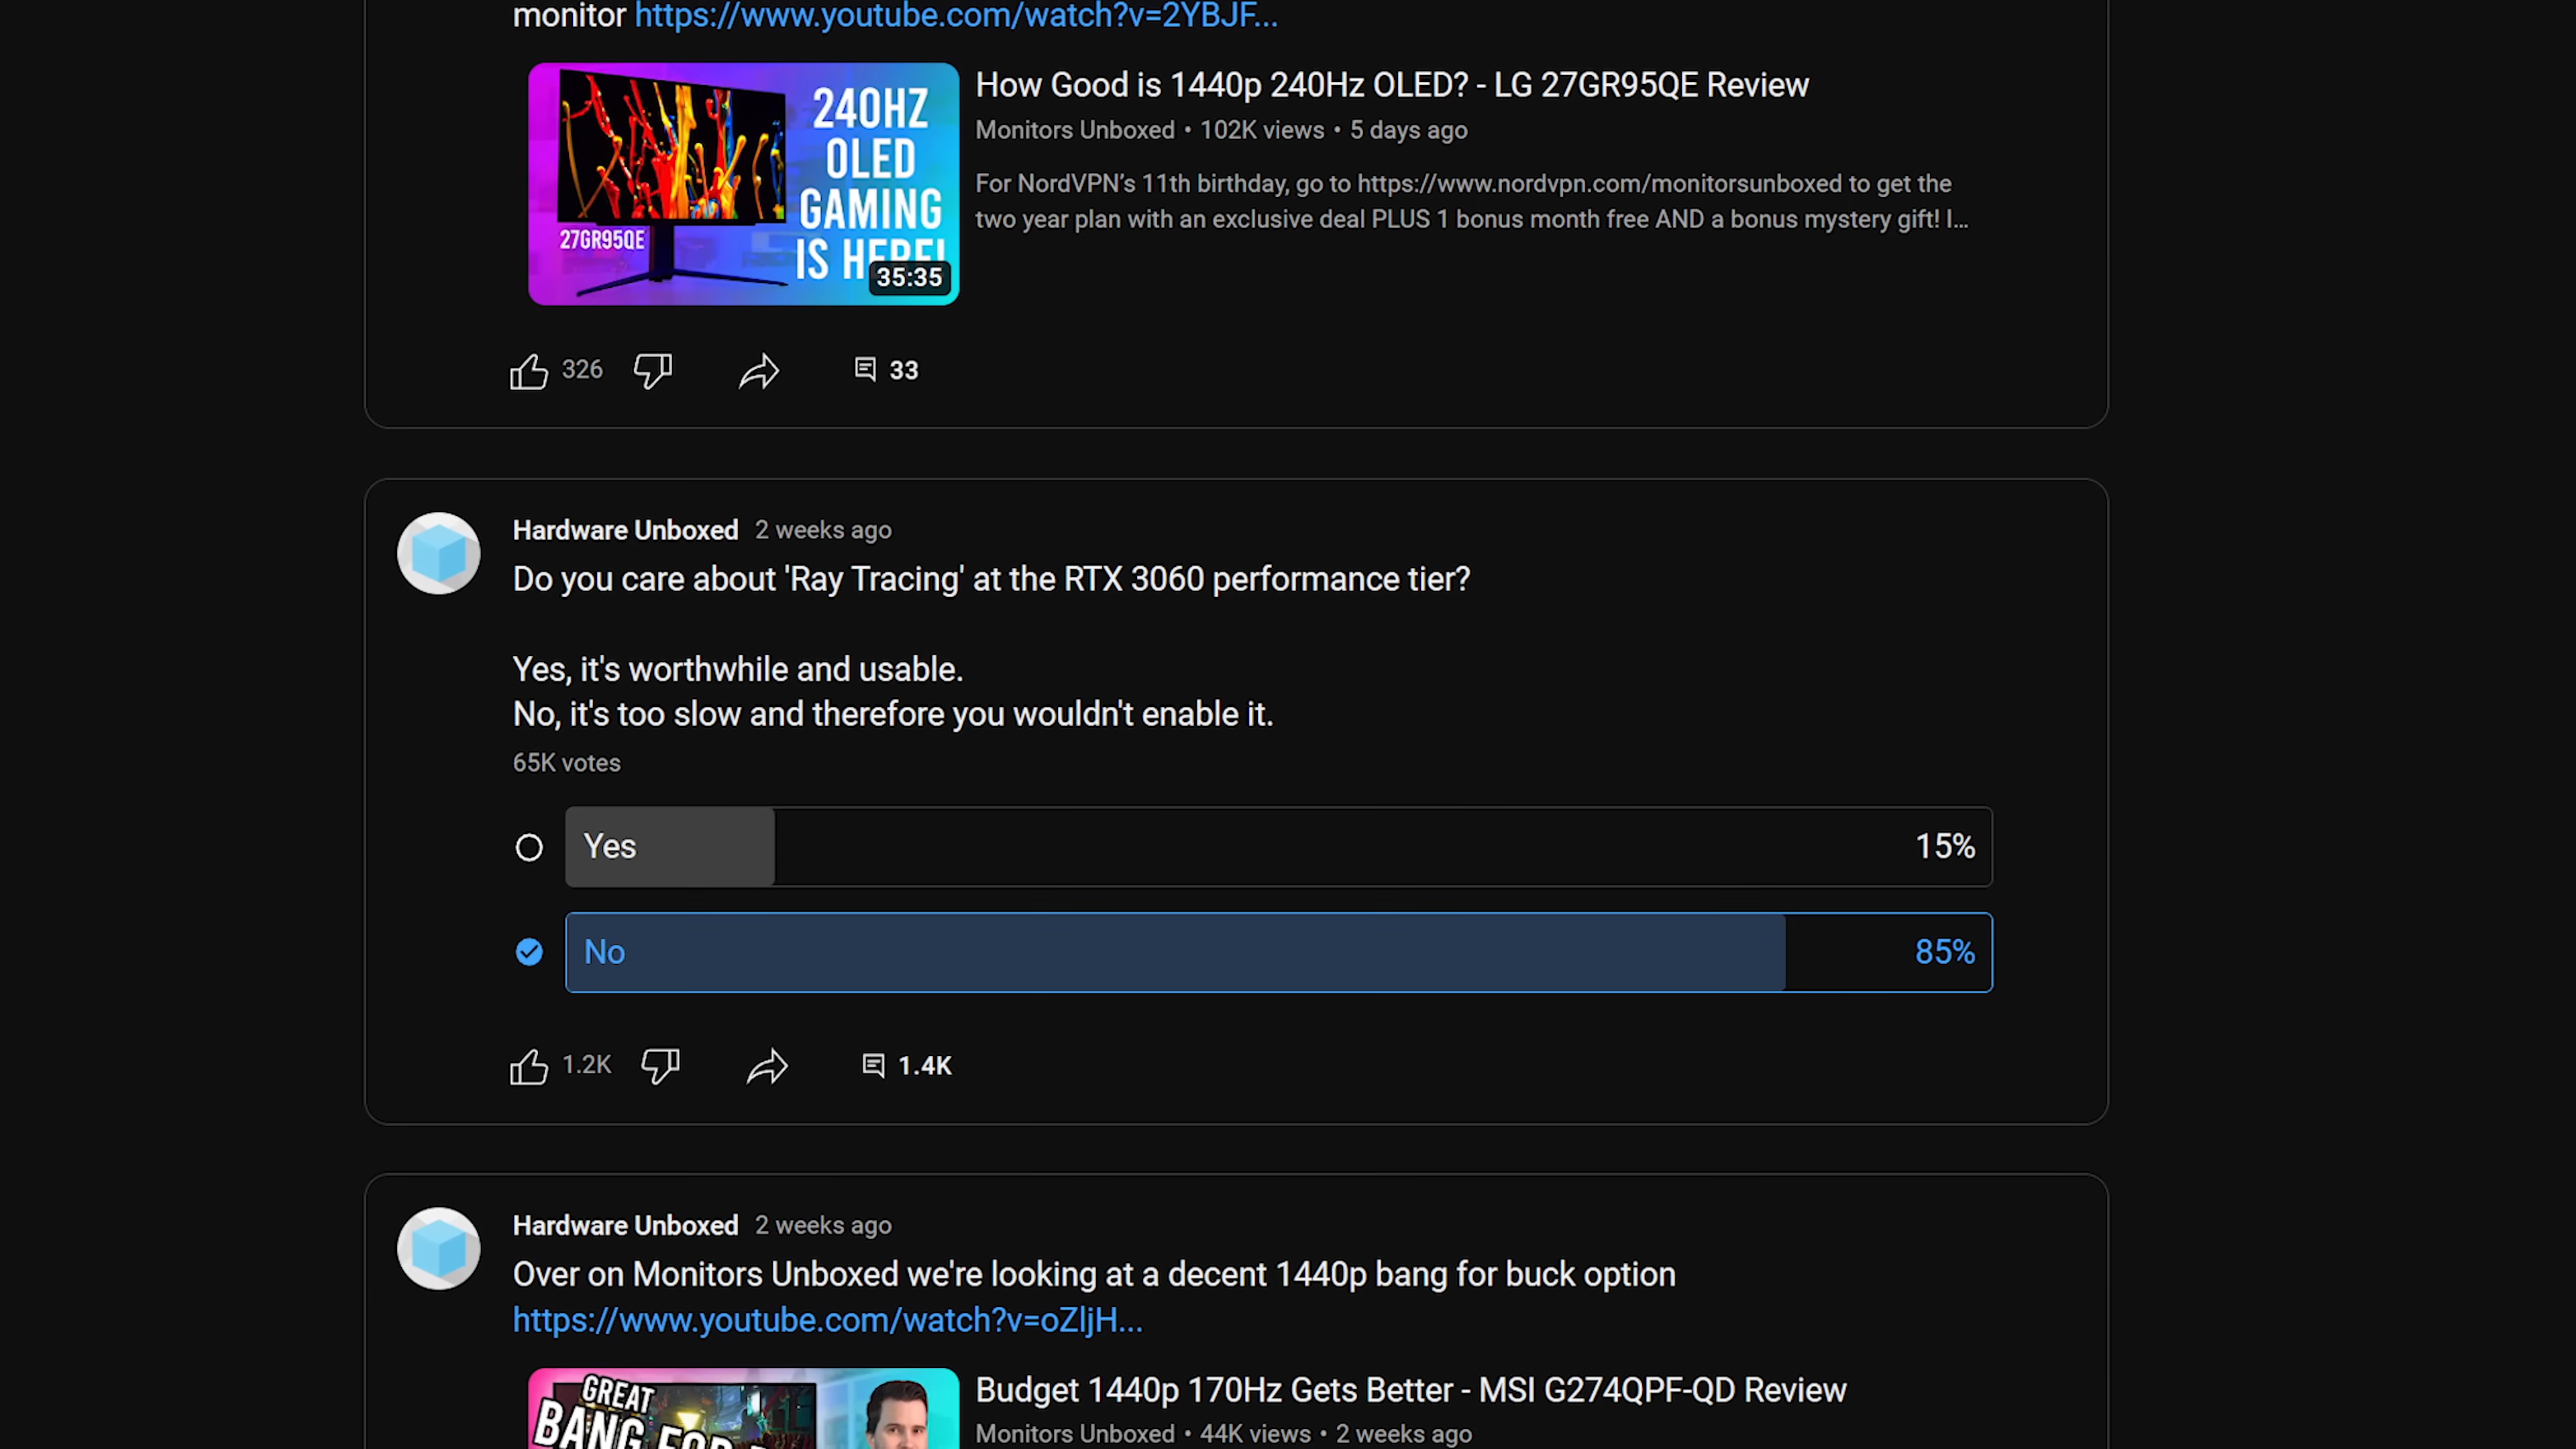 monitor https://www.youtube.com/watch?v=2YBJF...
240HZ
OLED
GAMING
IS HERE!
27GR95QE
35:35
How Good is 1440p 240Hz OLED? - LG 27GR95QE Review
Monitors Unboxed • 102K views • 5 days ago
For NordVPN’s 11th birthday, go to https://www.nordvpn.com/monitorsunboxed to get the
two year plan with an exclusive deal PLUS 1 bonus month free AND a bonus mystery gift! I...
326 33
Hardware Unboxed 2 weeks ago
Do you care about 'Ray Tracing' at the RTX 3060 performance tier?
Yes, it's worthwhile and usable.
No, it's too slow and therefore you wouldn't enable it.
65K votes
Yes 15%
No 85%
1.2K 1.4K
Hardware Unboxed 2 weeks ago
Over on Monitors Unboxed we're looking at a decent 1440p bang for buck option
https://www.youtube.com/watch?v=oZljH...
GREAT
BANG FOR
Budget 1440p 170Hz Gets Better - MSI G274QPF-QD Review
Monitors Unboxed • 44K views • 2 weeks ago